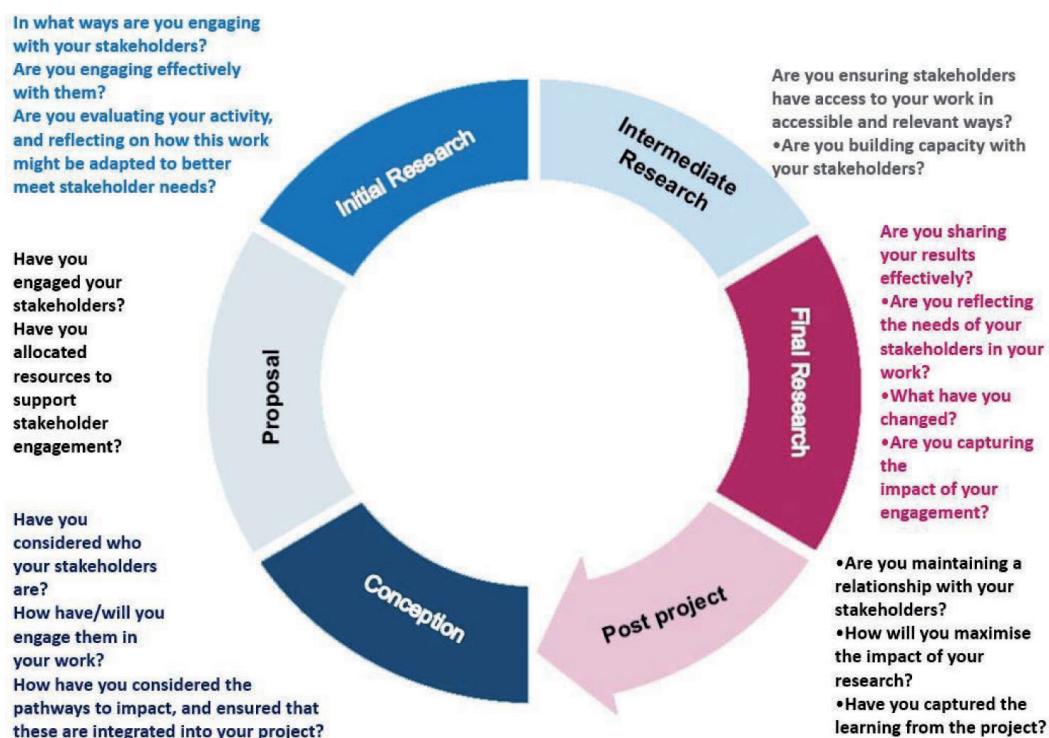 In what ways are you engaging
with your stakeholders?
Are you engaging effectively
with them?
Are you evaluating your activity,
and reflecting on how this work
might be adapted to better
meet stakeholder needs?
Initial Research
Intermediate
Research
Are you ensuring stakeholders
have access to your work in
accessible and relevant ways?
•Are you building capacity with
your stakeholders?
Have you
engaged your
stakeholders?
Have you
allocated
resources to
support
stakeholder
engagement?
Proposal
Final Research
Are you sharing
your results
effectively?
•Are you reflecting
the needs of your
stakeholders in your
work?
•What have you
changed?
•Are you capturing
the
impact of your
engagement?
Have you
considered who
your stakeholders
are?
How have/will you
engage them in
your work?
How have you considered the
pathways to impact, and ensured that
these are integrated into your project?
Conception
Post project
•Are you maintaining a
relationship with your
stakeholders?
•How will you maximise
the impact of your
research?
•Have you captured the
learning from the project?